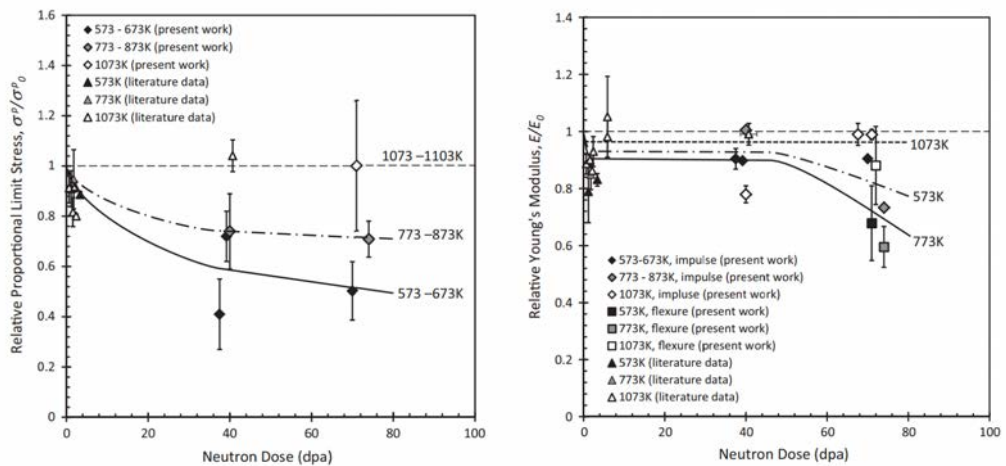 1.6
1.4
1.2
1
0.8
0.6
0.4
0.2
0
Relative Proportional Limit Stress, σᵖ/σᵖ₀
573 - 673K (present work)
773 - 873K (present work)
1073K (present work)
573K (literature data)
773K (literature data)
1073K (literature data)
1073 –1103K
773 –873K
573 –673K
0 20 40 60 80 100
Neutron Dose (dpa)
1.4
1.2
1
0.8
0.6
0.4
0.2
0
Relative Young's Modulus, E/E₀
1073K
573K
773K
573-673K, impulse (present work)
773 - 873K, impulse (present work)
1073K, impluse (present work)
573K, flexure (present work)
773K, flexure (present work)
1073K, flexure (present work)
573K (literature data)
773K (literature data)
1073K (literature data)
0 20 40 60 80 100
Neutron Dose (dpa)